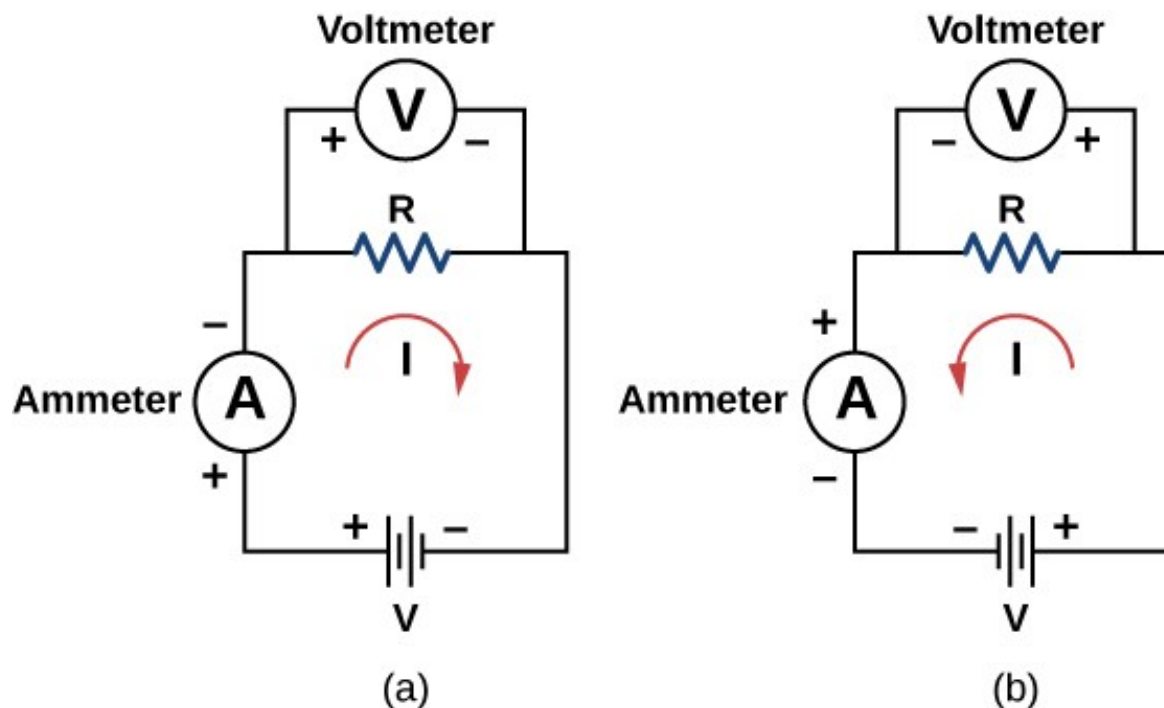 Voltmeter
V
+ −
R
−
I
Ammeter
A
+
+ −
V
(a)
Voltmeter
V
− +
R
+
I
Ammeter
A
−
− +
V
(b)